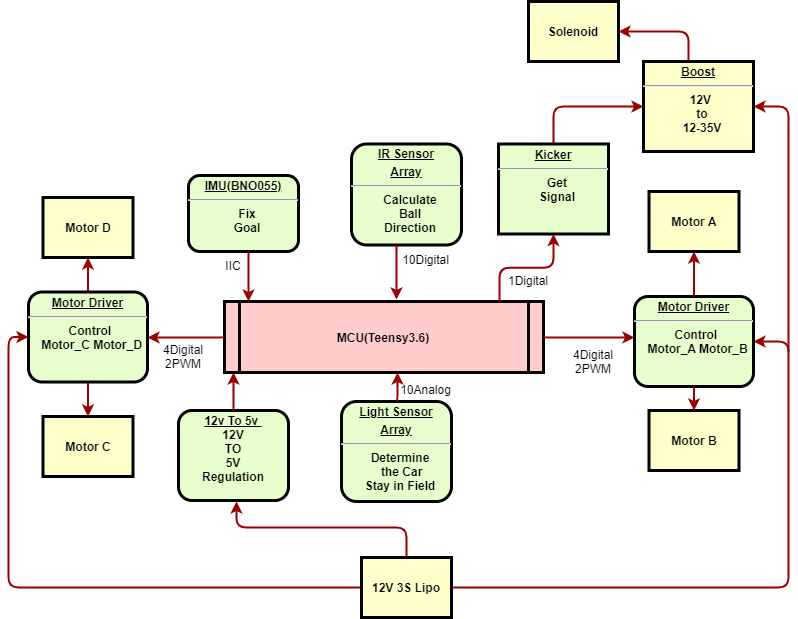 Solenoid
Boost
12V
to
12-35V
IR Sensor
Array
Calculate
Ball
Direction
Kicker
Get
Signal
IMU(BNO055)
Fix
Goal
Motor D
Motor A
IIC
10Digital
1Digital
Motor Driver
Control
Motor_C Motor_D
MCU(Teensy3.6)
Motor Driver
Control
Motor_A Motor_B
4Digital
2PWM
4Digital
2PWM
10Analog
Motor C
12v To 5v
12V
TO
5V
Regulation
Light Sensor
Array
Determine
the Car
Stay in Field
Motor B
12V 3S Lipo